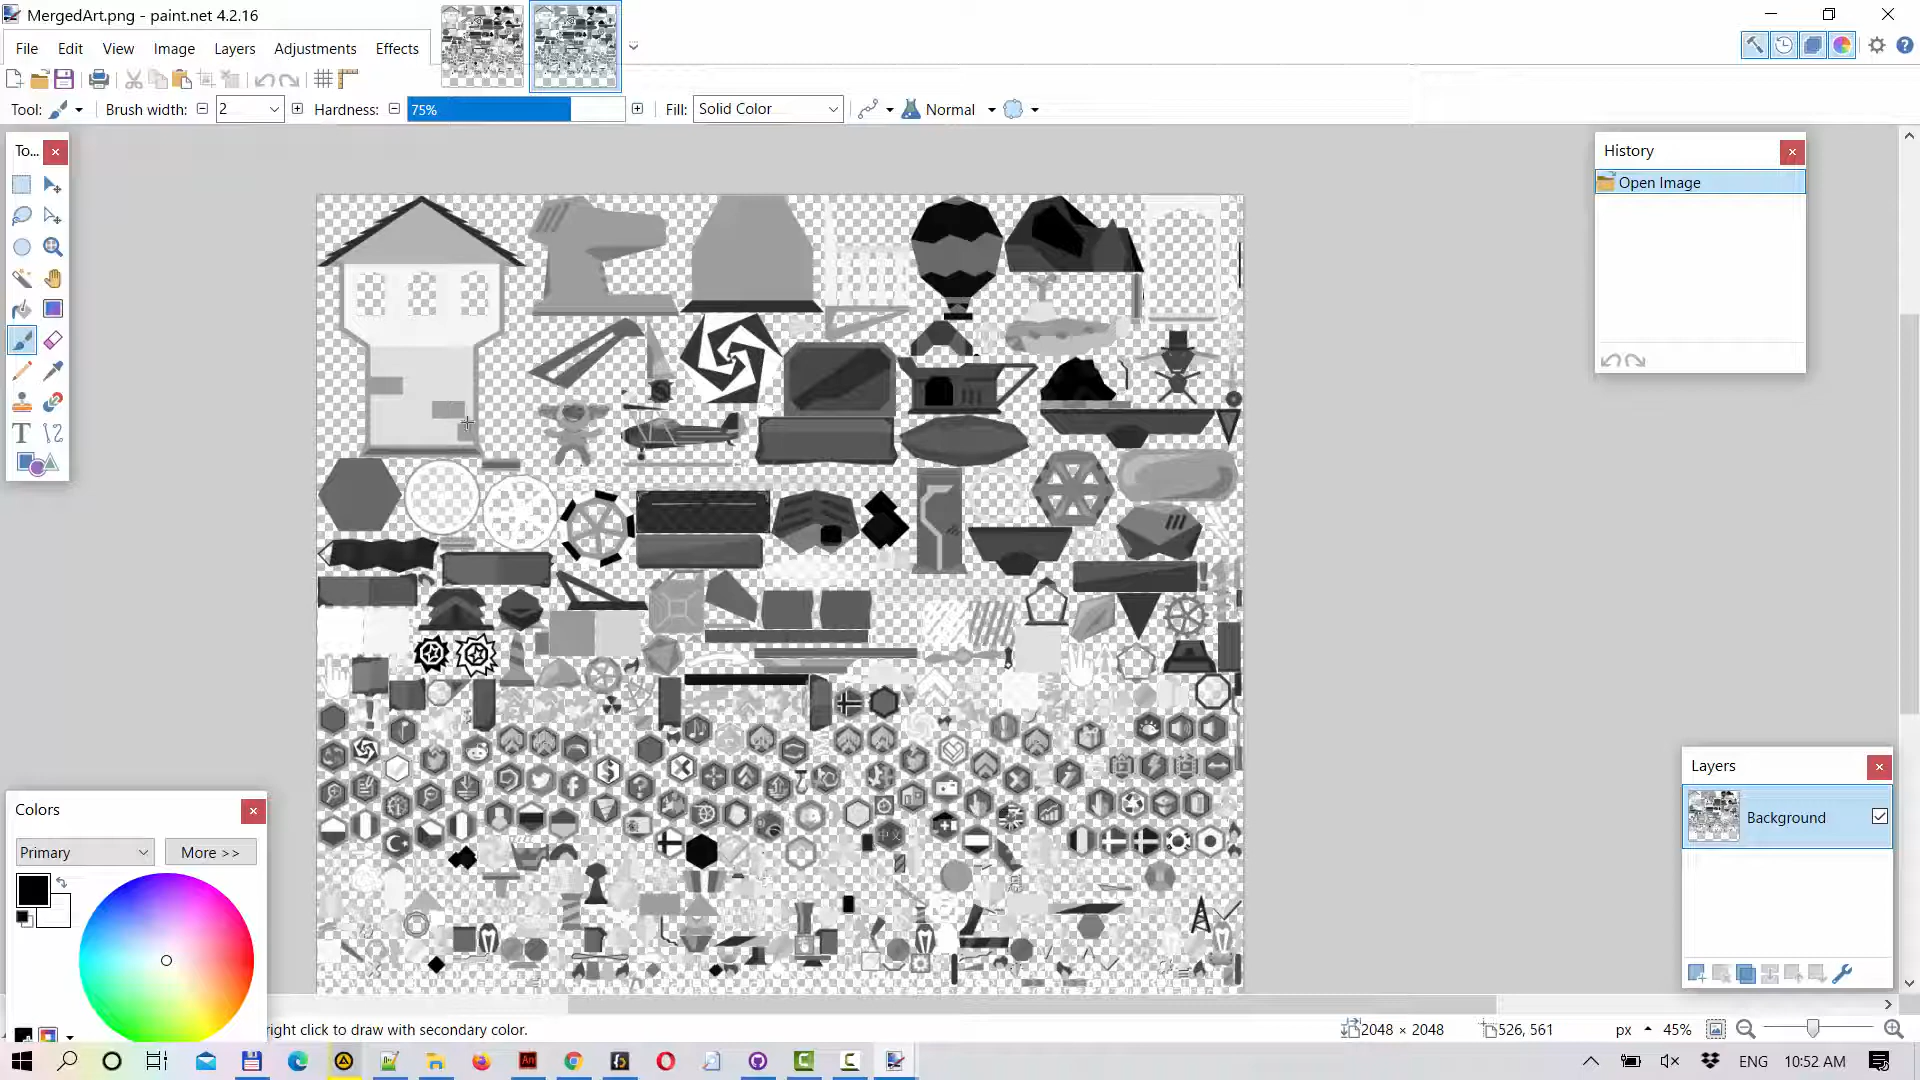 MergedArt.png - paint.net 4.2.16
File Edit View Image Layers Adjustments Effects
Tool: Brush width: 2 Hardness: 75% Fill: Solid Color Normal
To...
History
Open Image
Layers
Background
Colors
Primary More >>
right click to draw with secondary color.
2048 × 2048 526, 561 px 45%
ENG 10:52 AM